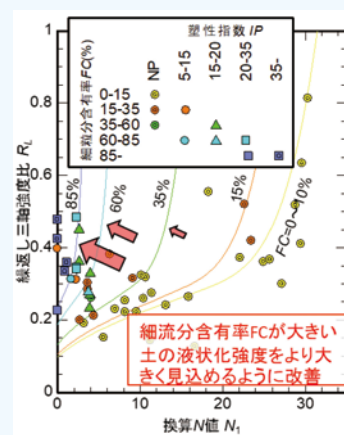 塑性指数IP
細粒分含有率FC(%)
NP
5-15
15-20
20-35
35-
0-15
15-35
35-60
60-85
85-
繰返し三軸強度比 RL
1
0.8
0.6
0.4
0.2
0
85%
60%
35%
15%
FC=0~10%
細流分含有率FCが大きい
土の液状化強度をより大
きく見込めるように改善
0 10 20 30
換算N値 N1